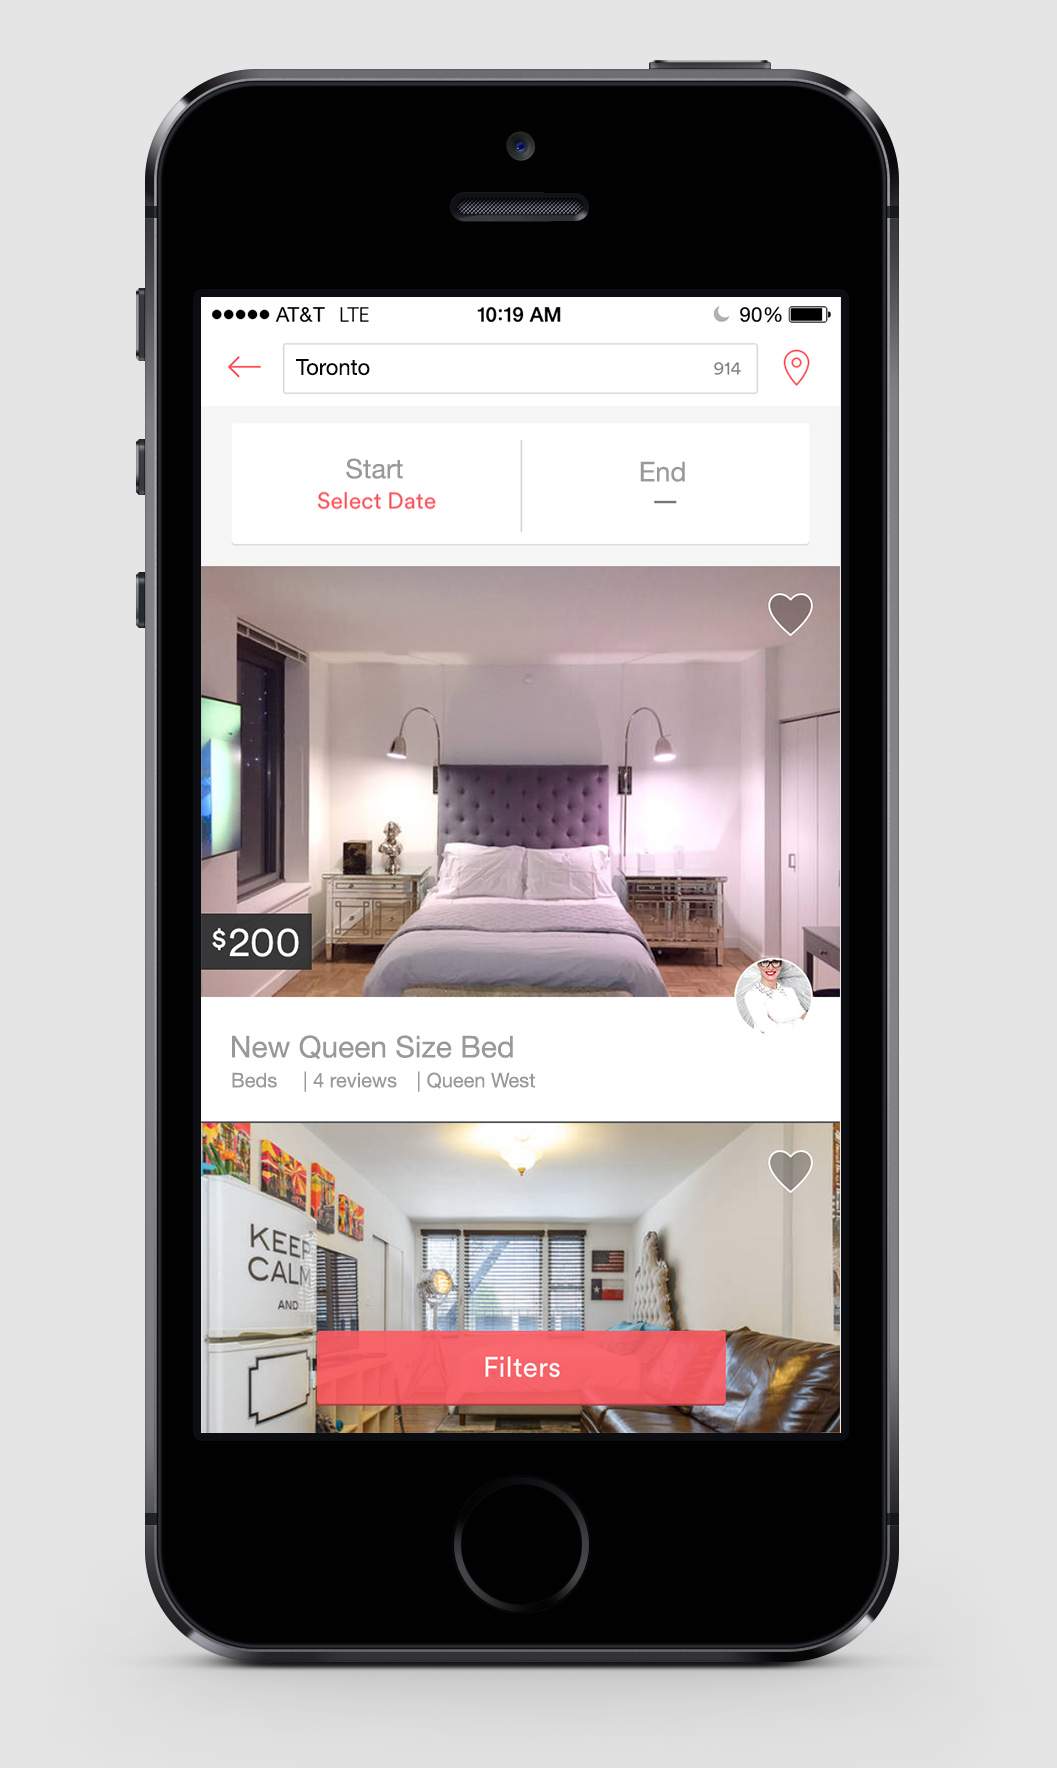 AT&T LTE 10:19 AM 90%
Toronto 914
Start End
Select Date —
$200
New Queen Size Bed
Beds | 4 reviews | Queen West
KEEP
CALM
AND
Filters